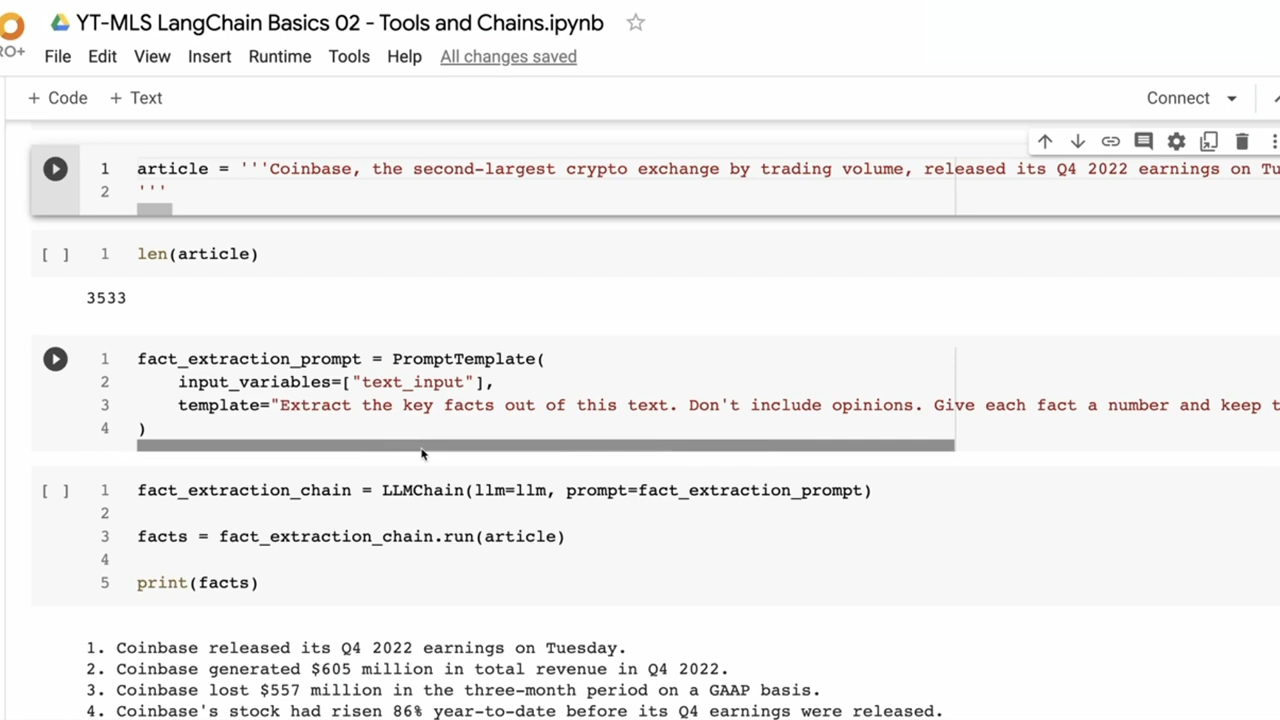 YT-MLS LangChain Basics 02 - Tools and Chains.ipynb
RO+
File Edit View Insert Runtime Tools Help All changes saved
+ Code + Text Connect
1 article = '''Coinbase, the second-largest crypto exchange by trading volume, released its Q4 2022 earnings on Tu
2 '''
[ ] 1 len(article)
3533
1 fact_extraction_prompt = PromptTemplate(
2 input_variables=["text_input"],
3 template="Extract the key facts out of this text. Don't include opinions. Give each fact a number and keep t
4 )
[ ] 1 fact_extraction_chain = LLMChain(llm=llm, prompt=fact_extraction_prompt)
2
3 facts = fact_extraction_chain.run(article)
4
5 print(facts)
1. Coinbase released its Q4 2022 earnings on Tuesday.
2. Coinbase generated $605 million in total revenue in Q4 2022.
3. Coinbase lost $557 million in the three-month period on a GAAP basis.
4. Coinbase's stock had risen 86% year-to-date before its Q4 earnings were released.